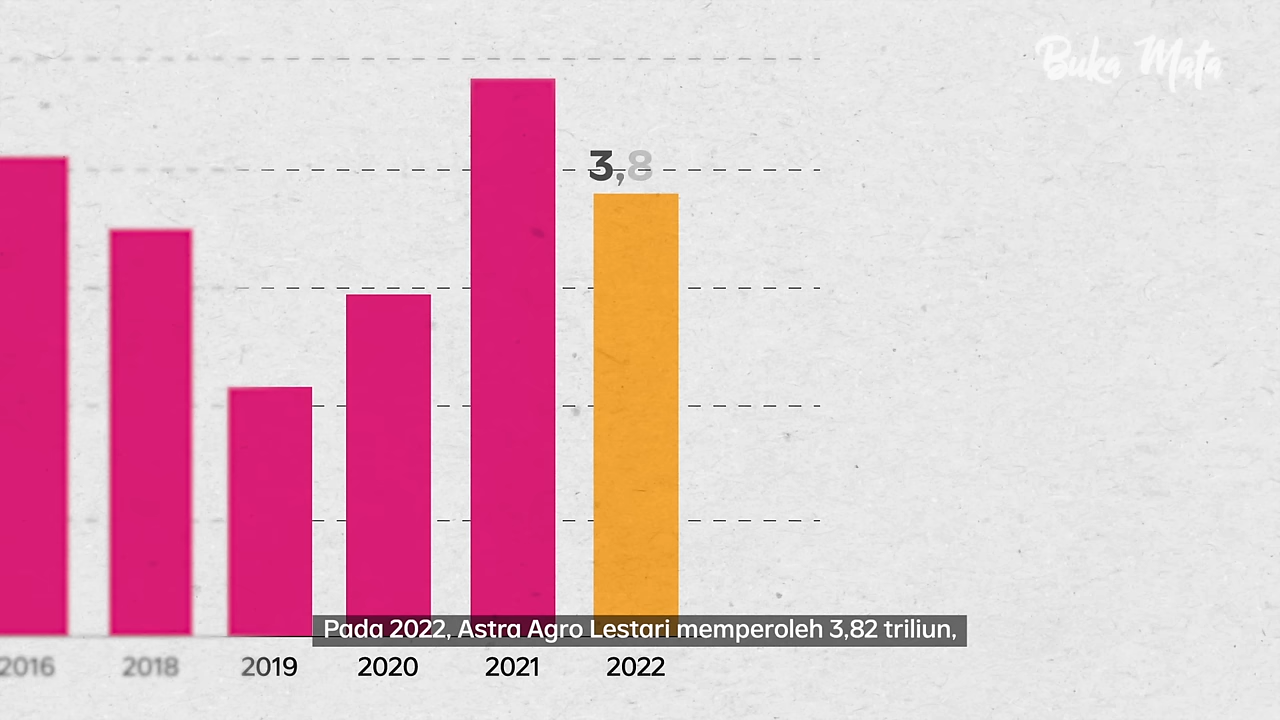 Buka Mata
3,8
Pada 2022, Astra Agro Lestari memperoleh 3,82 triliun,
2016 2018 2019 2020 2021 2022